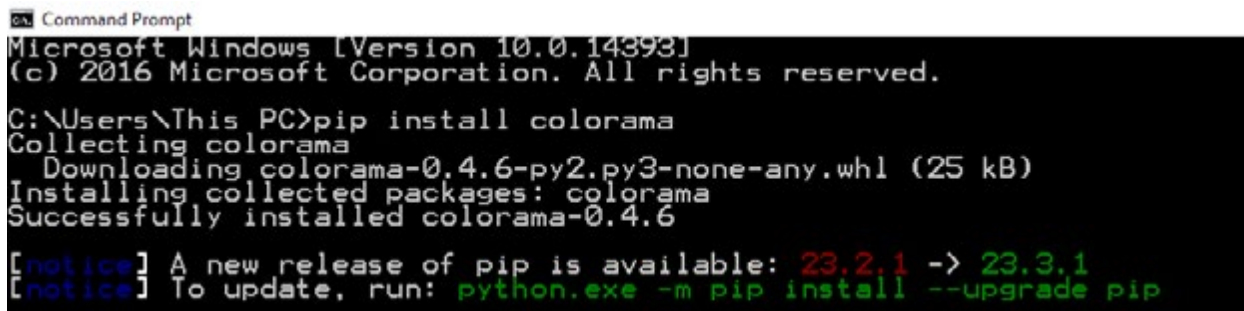 Command Prompt
Microsoft Windows [Version 10.0.14393]
(c) 2016 Microsoft Corporation. All rights reserved.
C:\Users\This PC>pip install colorama
Collecting colorama
Downloading colorama-0.4.6-py2.py3-none-any.whl (25 kB)
Installing collected packages: colorama
Successfully installed colorama-0.4.6
[notice] A new release of pip is available: 23.2.1 -> 23.3.1
[notice] To update, run: python.exe -m pip install --upgrade pip